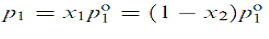 p₁ = x₁p₁° = (1 − x₂)p₁°